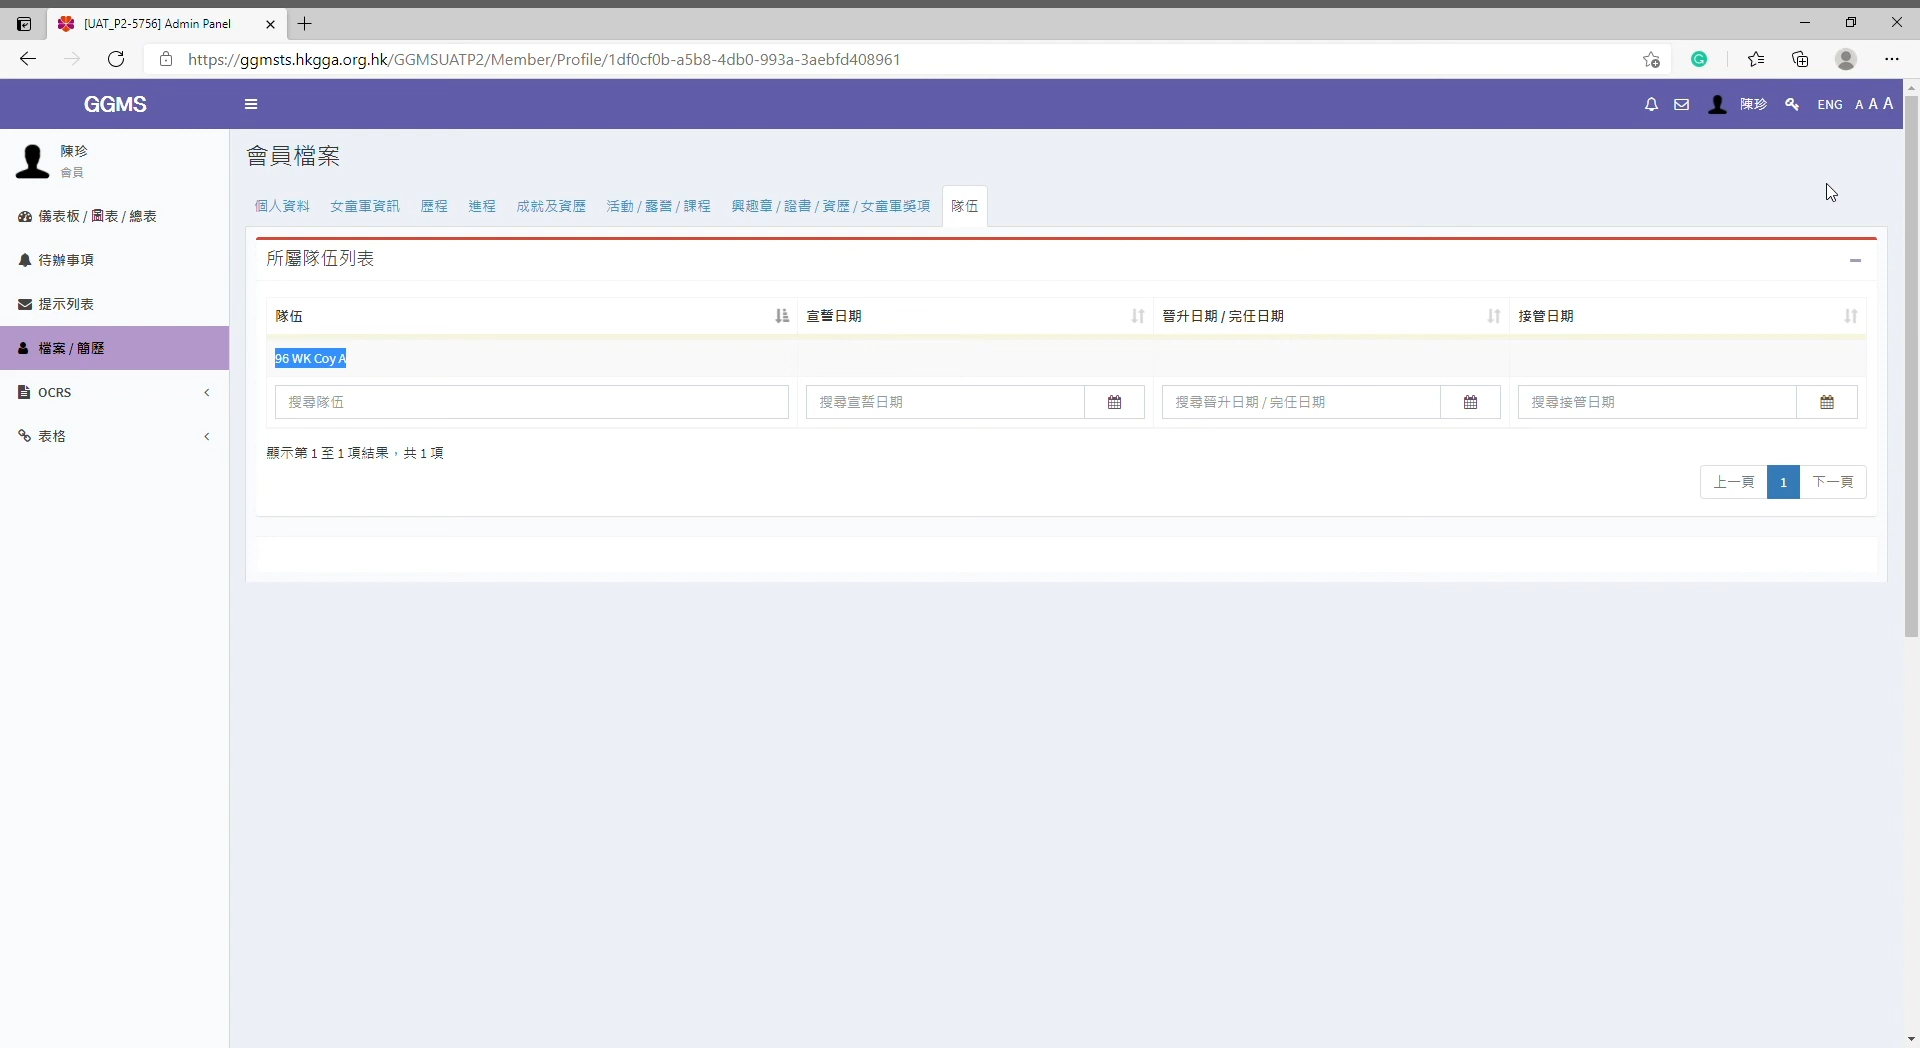 [UAT_P2-5756] Admin Panel
https://ggmsts.hkgga.org.hk/GGMSUATP2/Member/Profile/1df0cf0b-a5b8-4db0-993a-3aebfd408961
GGMS
陳珍 ENG A A A
陳珍
會員
儀表板 / 圖表 / 總表
待辦事項
提示列表
檔案 / 簡歷
OCRS
表格
會員檔案
個人資料 女童軍資訊 歷程 進程 成就及資歷 活動 / 露營 / 課程 興趣章 / 證書 / 資歷 / 女童軍獎項 隊伍
所屬隊伍列表
隊伍 宣誓日期 晉升日期 / 完任日期 接管日期
96 WK Coy A
搜尋隊伍 搜尋宣誓日期 搜尋晉升日期 / 完任日期 搜尋接管日期
顯示第 1 至 1 項結果，共 1 項
上一頁 1 下一頁